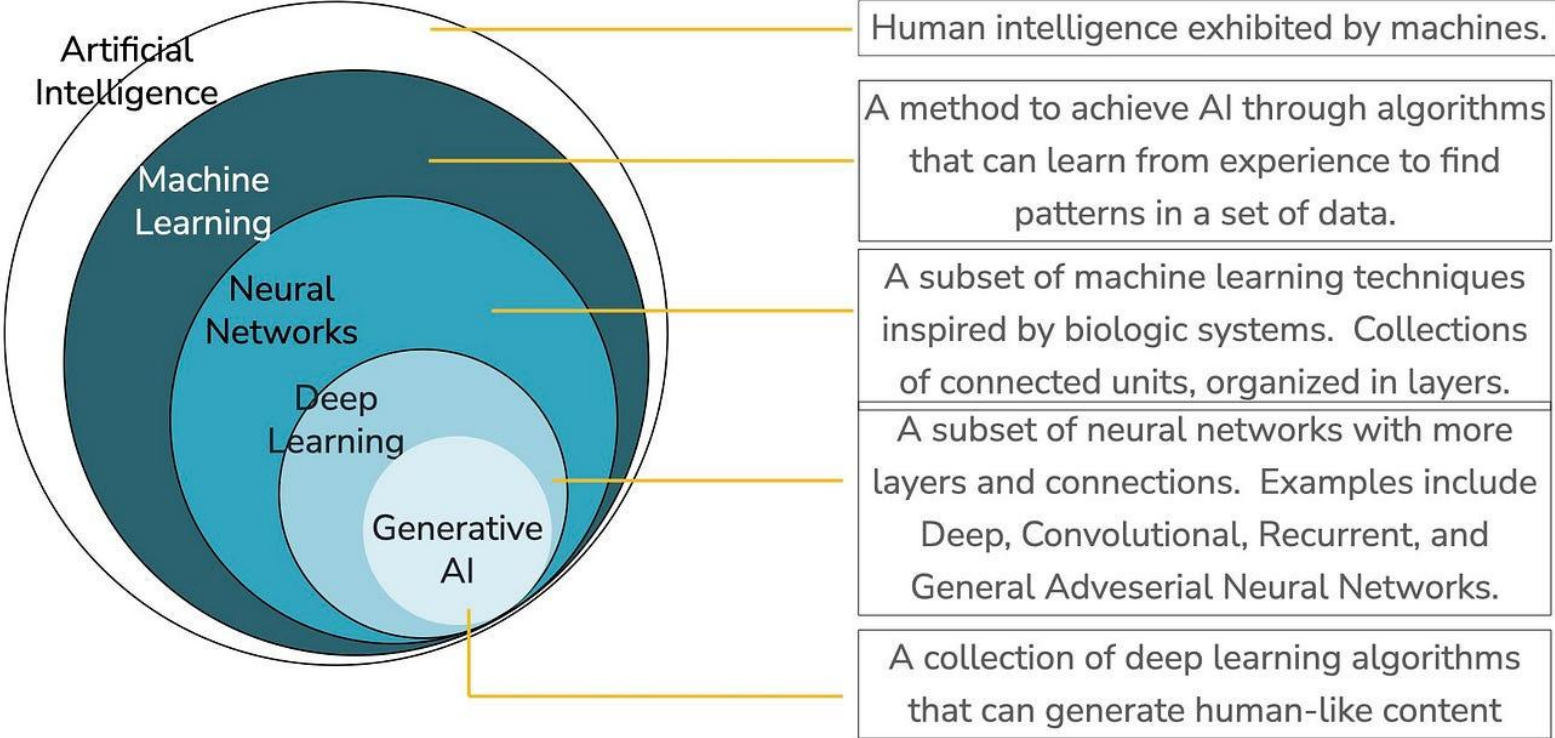 Artificial
Intelligence
Machine
Learning
Neural
Networks
Deep
Learning
Generative
AI
Human intelligence exhibited by machines.
A method to achieve AI through algorithms
that can learn from experience to find
patterns in a set of data.
A subset of machine learning techniques
inspired by biologic systems.  Collections
of connected units, organized in layers.
A subset of neural networks with more
layers and connections.  Examples include
Deep, Convolutional, Recurrent, and
General Adveserial Neural Networks.
A collection of deep learning algorithms
that can generate human-like content